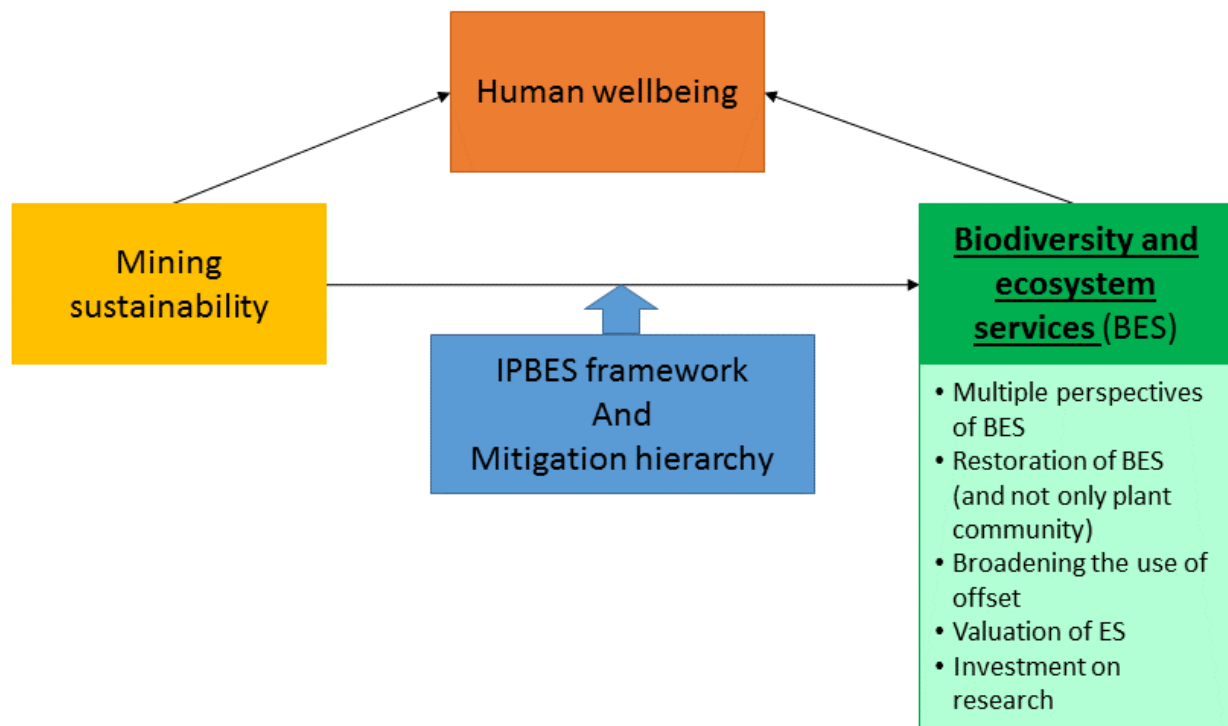 Human wellbeing
Mining
sustainability
IPBES framework
And
Mitigation hierarchy
Biodiversity and
ecosystem
services (BES)
• Multiple perspectives
of BES
• Restoration of BES
(and not only plant
community)
• Broadening the use of
offset
• Valuation of ES
• Investment on
research